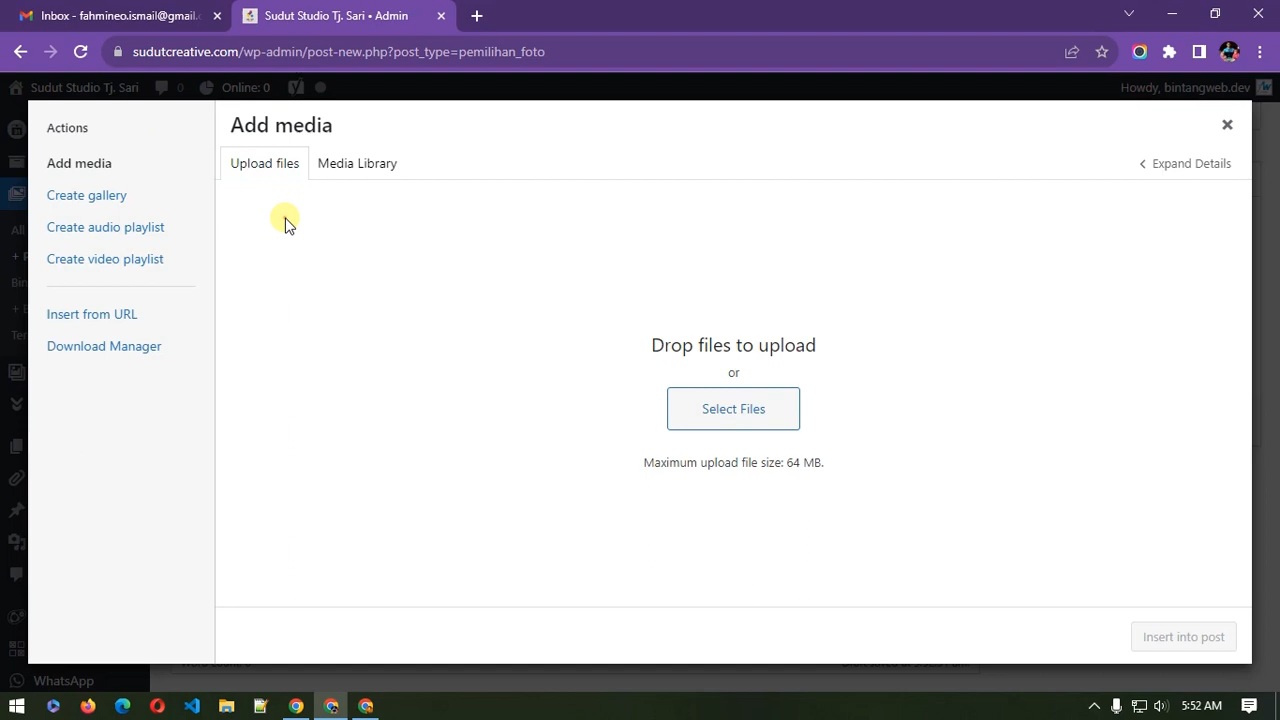 Inbox - fahmineo.ismail@gmail.c
Sudut Studio Tj. Sari • Admin
sudutcreative.com/wp-admin/post-new.php?post_type=pemilihan_foto
Sudut Studio Tj. Sari
0
Online: 0
Howdy, bintangweb.dev
Actions
Add media
Create gallery
Create audio playlist
Create video playlist
Insert from URL
Download Manager
Add media
Upload files
Media Library
Expand Details
Drop files to upload
or
Select Files
Maximum upload file size: 64 MB.
Insert into post
All
WhatsApp
5:52 AM